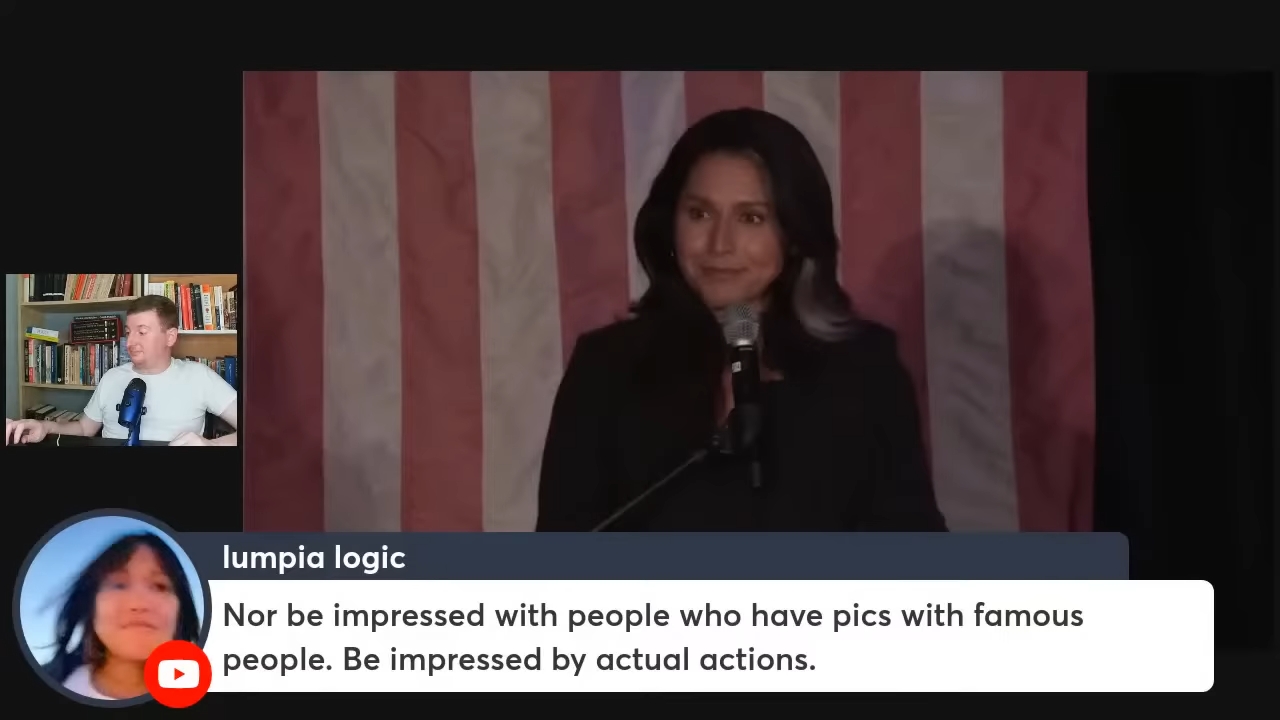 lumpia logic
Nor be impressed with people who have pics with famous
people. Be impressed by actual actions.